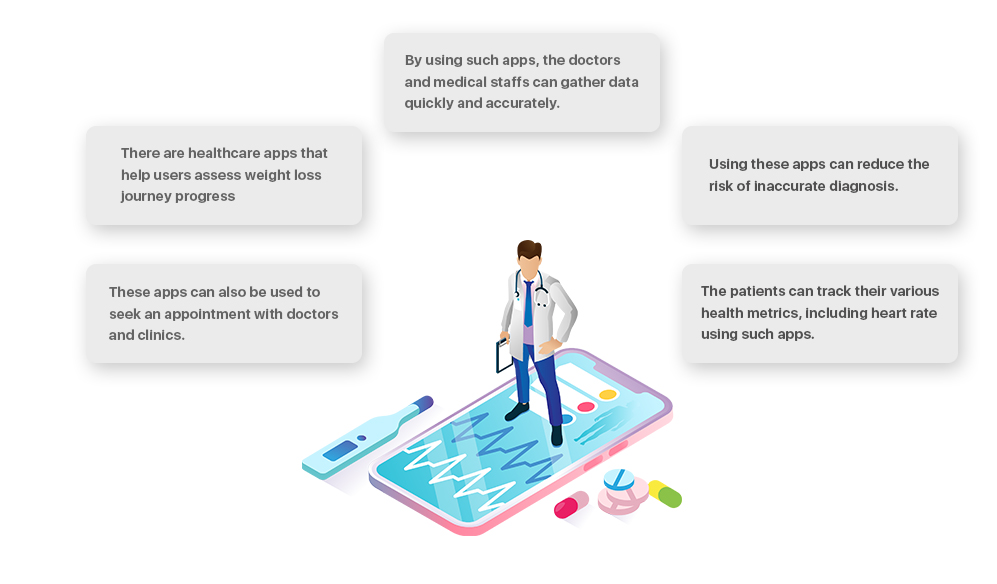 By using such apps, the doctors
and medical staffs can gather data
quickly and accurately.
There are healthcare apps that
help users assess weight loss
journey progress
Using these apps can reduce the
risk of inaccurate diagnosis.
These apps can also be used to
seek an appointment with doctors
and clinics.
The patients can track their various
health metrics, including heart rate
using such apps.